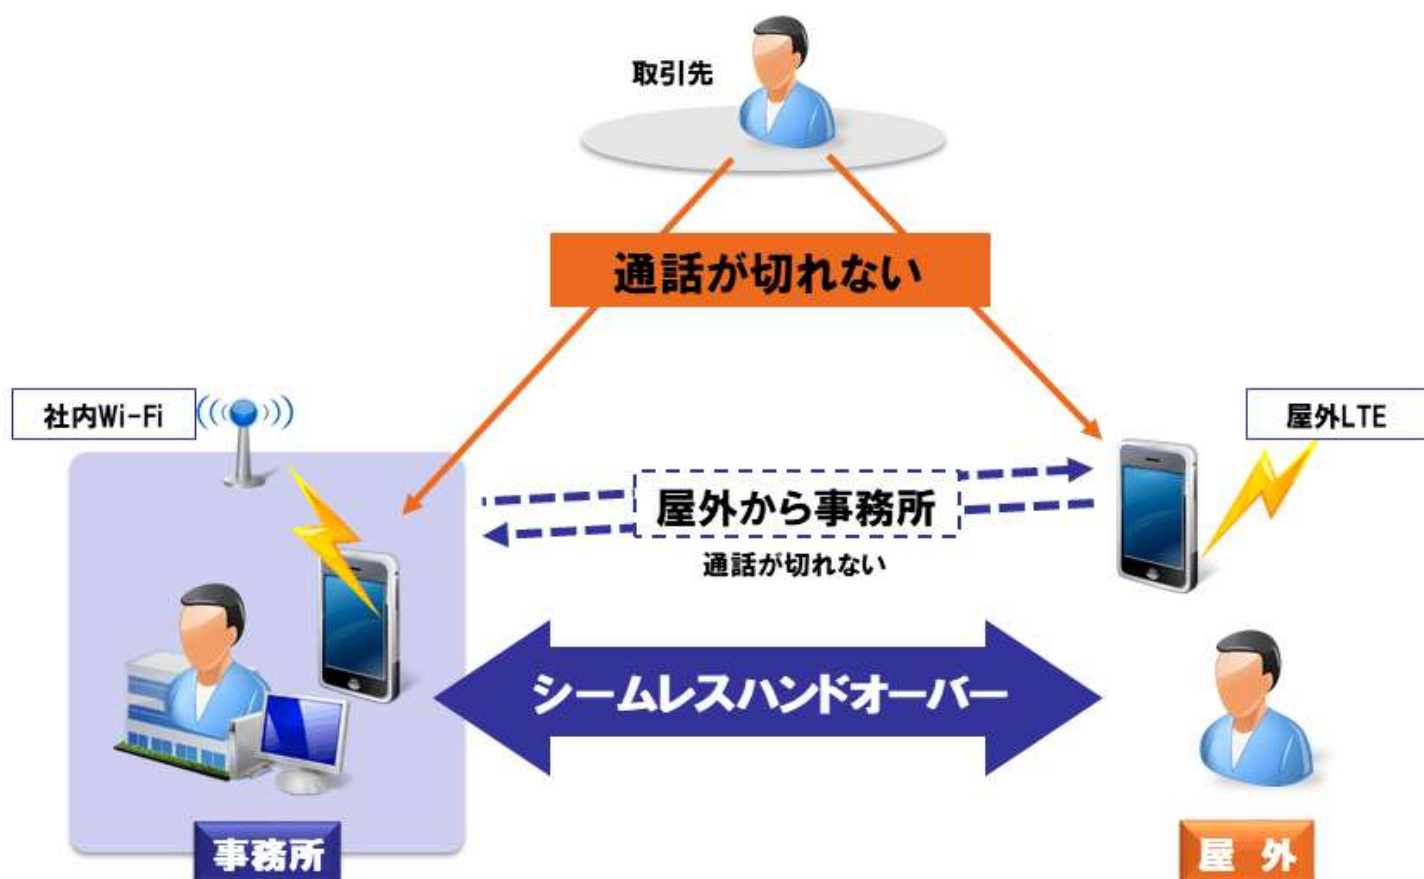 取引先
通話が切れない
社内Wi-Fi
屋外LTE
屋外から事務所
通話が切れない
シームレスハンドオーバー
事務所
屋 外